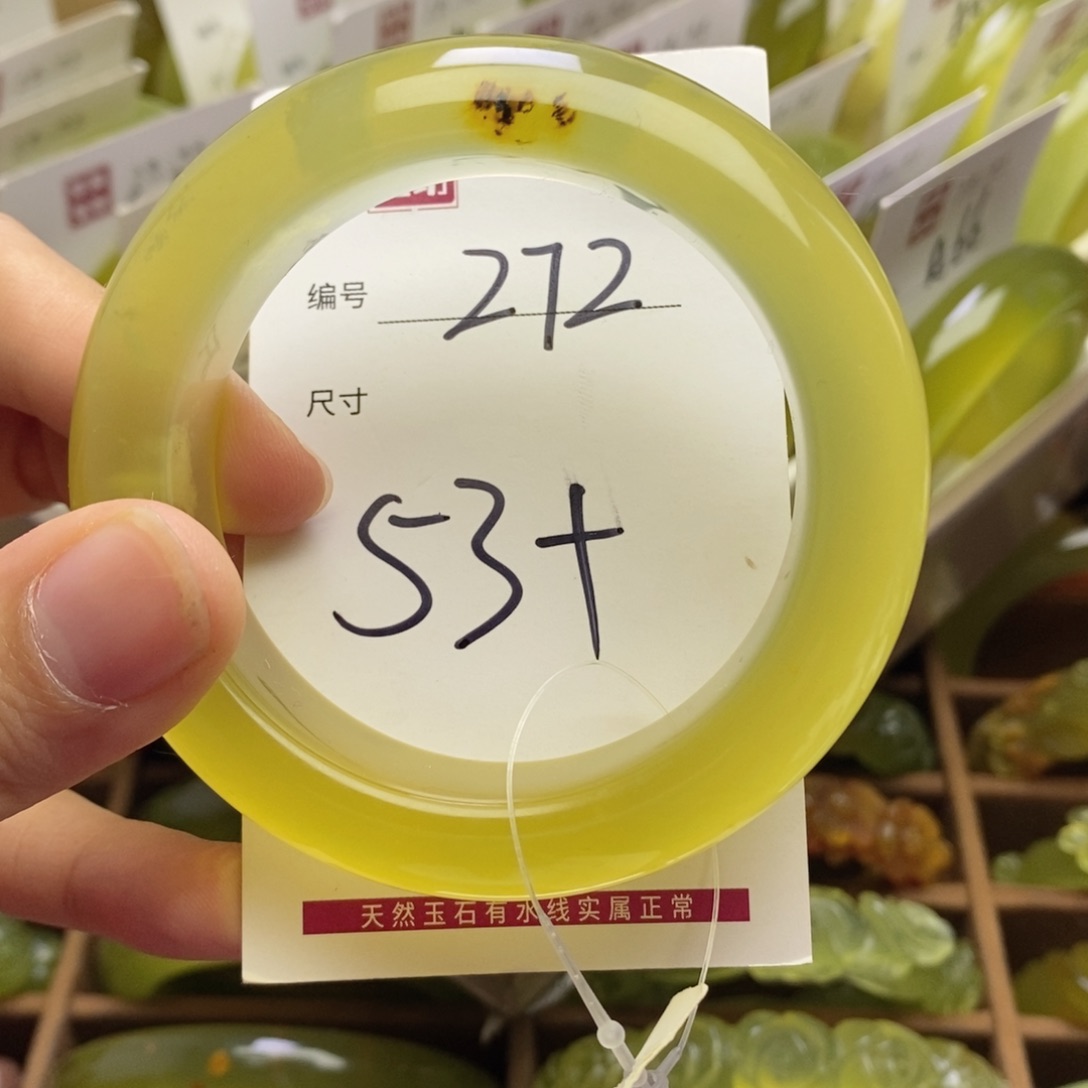 编号 272
尺寸
53+
天然玉石有水线实属正常